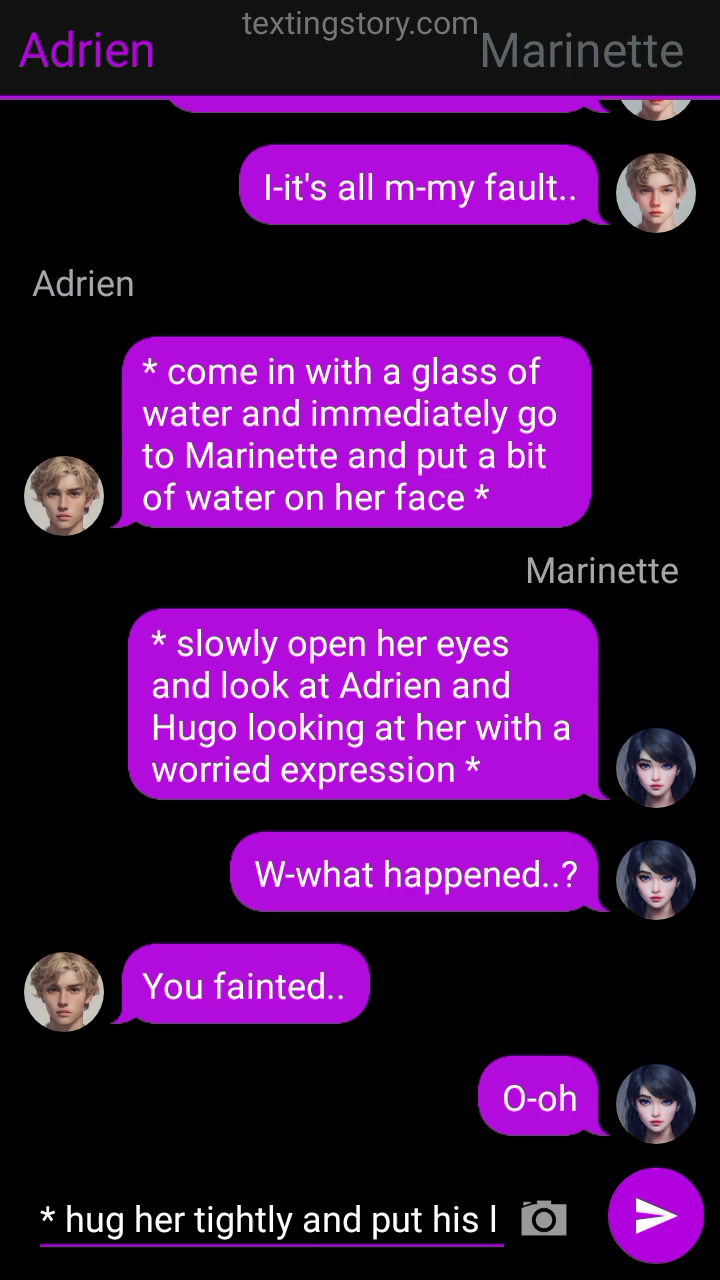 textingstory.com
Adrien
Marinette
I-it's all m-my fault..
Adrien
* come in with a glass of
water and immediately go
to Marinette and put a bit
of water on her face *
Marinette
* slowly open her eyes
and look at Adrien and
Hugo looking at her with a
worried expression *
W-what happened..?
You fainted..
O-oh
* hug her tightly and put his l